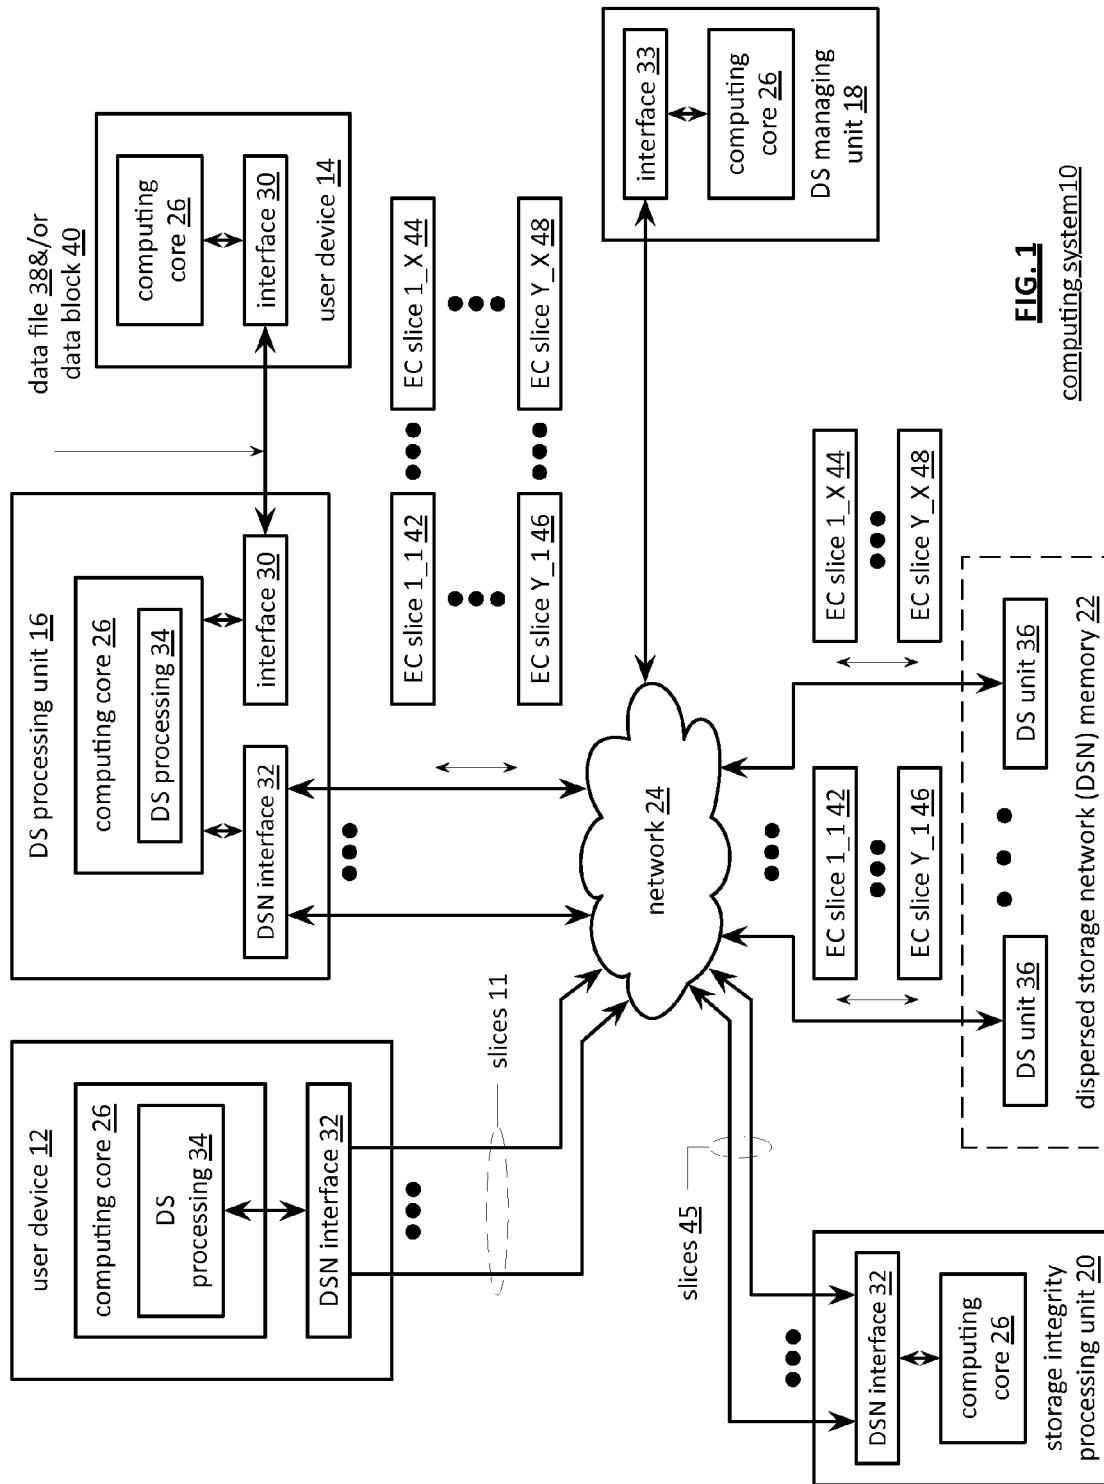 user device 12
computing core 26
DS
processing 34
DSN interface 32
slices 11
DS processing unit 16
computing core 26
DS processing 34
DSN interface 32
interface 30
data file 38&/or
data block 40
computing
core 26
interface 30
user device 14
EC slice 1_1 42
EC slice 1_X 44
EC slice Y_1 46
EC slice Y_X 48
network 24
interface 33
computing
core 26
DS managing
unit 18
slices 45
DSN interface 32
computing
core 26
storage integrity
processing unit 20
EC slice 1_1 42
EC slice Y_1 46
EC slice 1_X 44
EC slice Y_X 48
DS unit 36
DS unit 36
dispersed storage network (DSN) memory 22
FIG. 1
computing system10